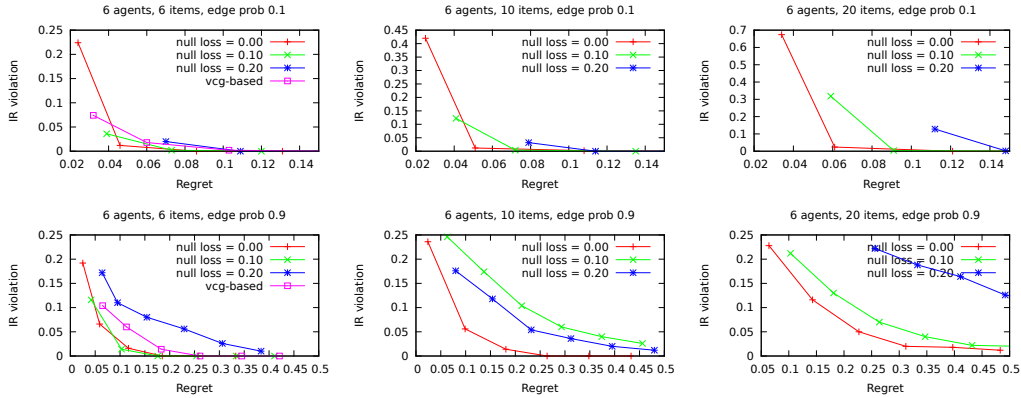 6 agents, 6 items, edge prob 0.1
IR violation
0.25
0.2
0.15
0.1
0.05
0
null loss = 0.00
null loss = 0.10
null loss = 0.20
vcg-based
0.02 0.04 0.06 0.08 0.1 0.12 0.14
Regret
6 agents, 10 items, edge prob 0.1
IR violation
0.45
0.4
0.35
0.3
0.25
0.2
0.15
0.1
0.05
0
null loss = 0.00
null loss = 0.10
null loss = 0.20
0.02 0.04 0.06 0.08 0.1 0.12 0.14
Regret
6 agents, 20 items, edge prob 0.1
IR violation
0.7
0.6
0.5
0.4
0.3
0.2
0.1
0
null loss = 0.00
null loss = 0.10
null loss = 0.20
0.02 0.04 0.06 0.08 0.1 0.12 0.14
Regret
6 agents, 6 items, edge prob 0.9
IR violation
0.25
0.2
0.15
0.1
0.05
0
null loss = 0.00
null loss = 0.10
null loss = 0.20
vcg-based
0 0.05 0.1 0.15 0.2 0.25 0.3 0.35 0.4 0.45 0.5
Regret
6 agents, 10 items, edge prob 0.9
IR violation
0.25
0.2
0.15
0.1
0.05
0
null loss = 0.00
null loss = 0.10
null loss = 0.20
0 0.05 0.1 0.15 0.2 0.25 0.3 0.35 0.4 0.45 0.5
Regret
6 agents, 20 items, edge prob 0.9
IR violation
0.25
0.2
0.15
0.1
0.05
0
null loss = 0.00
null loss = 0.10
null loss = 0.20
0.05 0.1 0.15 0.2 0.25 0.3 0.35 0.4 0.45 0.5
Regret